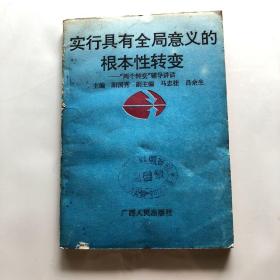 实行具有全局意义的
根本性转变
——“两个转变”辅导讲话
主编 阳国秀 副主编 马志桂 吕余生
广西人民出版社